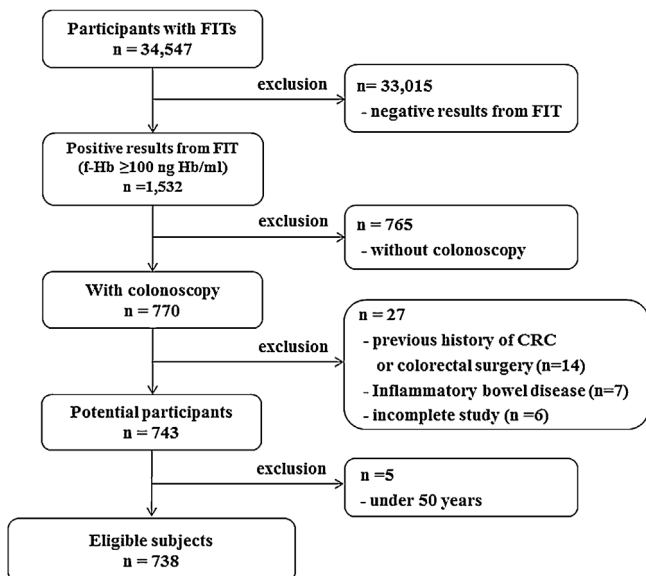 Participants with FITs
n = 34,547
exclusion
n= 33,015
- negative results from FIT
Positive results from FIT
(f-Hb ≥100 ng Hb/ml)
n =1,532
exclusion
n = 765
- without colonoscopy
With colonoscopy
n = 770
exclusion
n = 27
- previous history of CRC
or colorectal surgery (n=14)
- Inflammatory bowel disease (n=7)
- incomplete study (n =6)
Potential participants
n = 743
exclusion
n =5
- under 50 years
Eligible subjects
n = 738